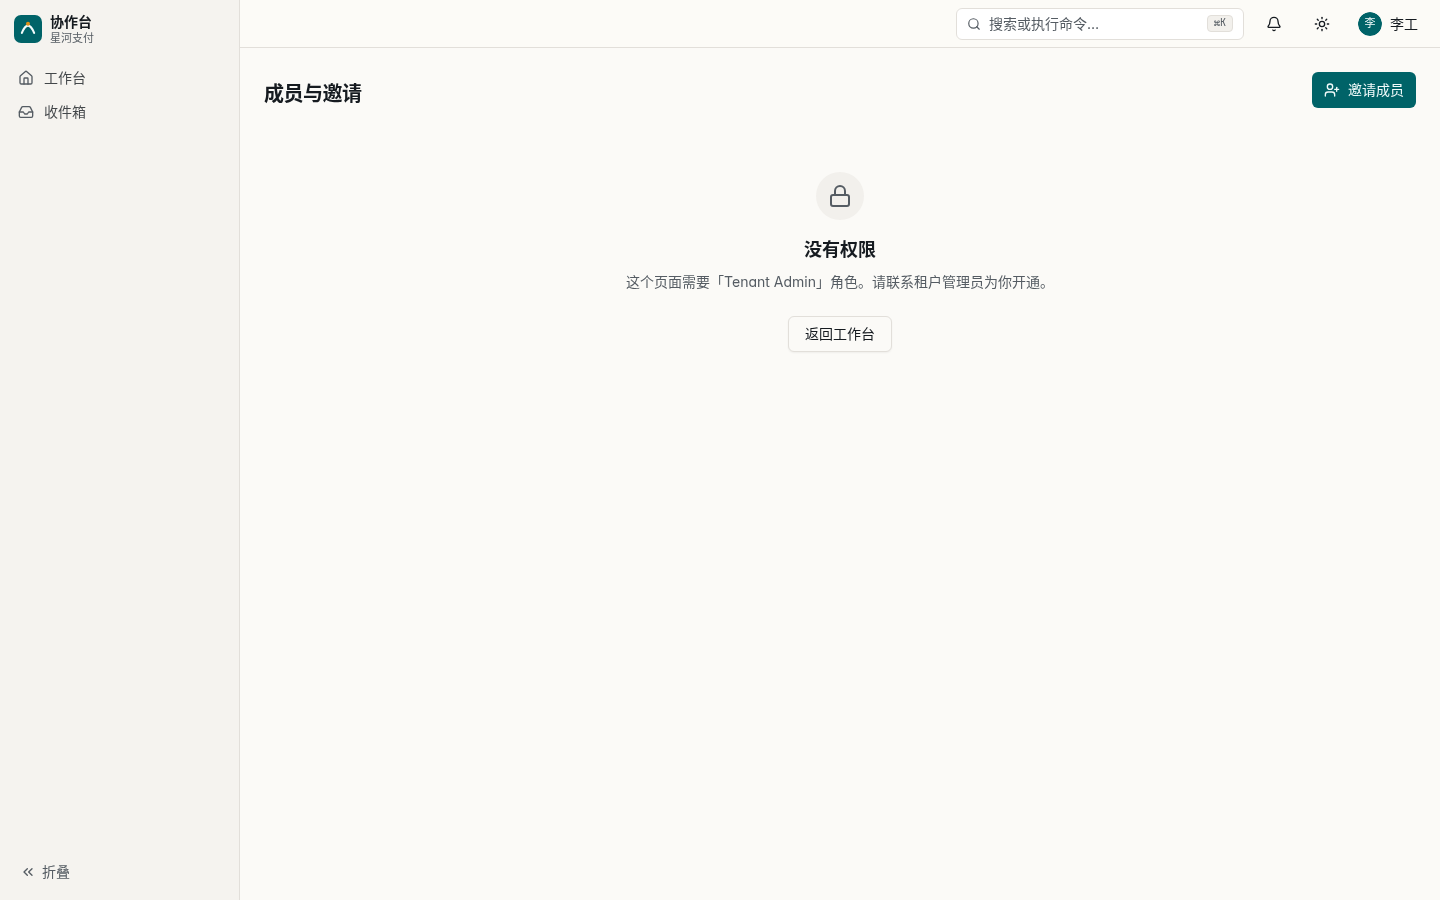 协作台
星河支付
工作台
收件箱
折叠
搜索或执行命令...
⌘K
李
李工
成员与邀请
邀请成员
没有权限
这个页面需要「Tenant Admin」角色。请联系租户管理员为你开通。
返回工作台